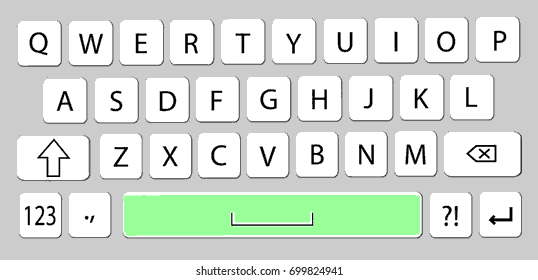 Q W E R T Y U I O P
A S D F G H J K L
Z X C V B N M
123 ., ?!
shutterstock.com · 699824941